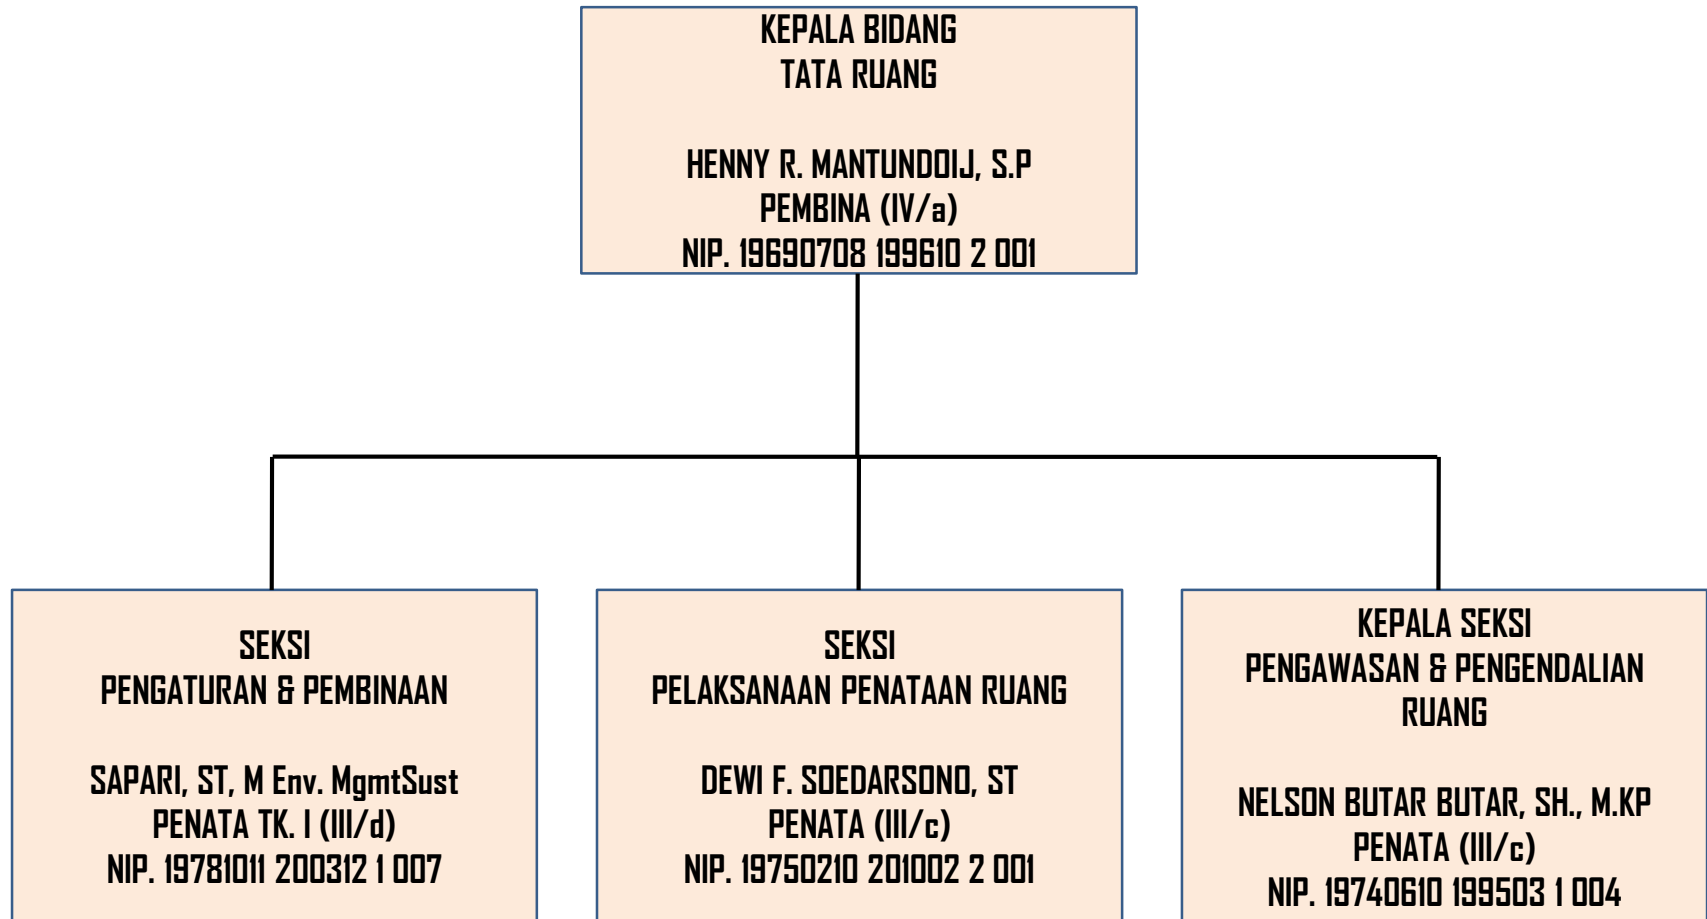 KEPALA BIDANG
TATA RUANG
HENNY R. MANTUNDOIJ, S.P
PEMBINA (IV/a)
NIP. 19690708 199610 2 001
SEKSI
PENGATURAN & PEMBINAAN
SAPARI, ST, M Env. MgmtSust
PENATA TK. I (III/d)
NIP. 19781011 200312 1 007
SEKSI
PELAKSANAAN PENATAAN RUANG
DEWI F. SOEDARSONO, ST
PENATA (III/c)
NIP. 19750210 201002 2 001
KEPALA SEKSI
PENGAWASAN & PENGENDALIAN
RUANG
NELSON BUTAR BUTAR, SH., M.KP
PENATA (III/c)
NIP. 19740610 199503 1 004